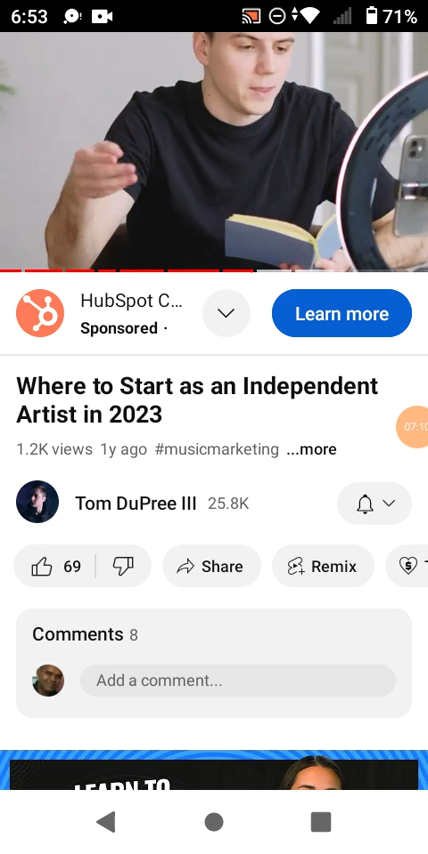 6:53
71%
HubSpot C...
Sponsored ·
Learn more
Where to Start as an Independent
Artist in 2023
1.2K views 1y ago #musicmarketing ...more
07:10
Tom DuPree III 25.8K
69
Share
Remix
Comments 8
Add a comment...
LEARN TO